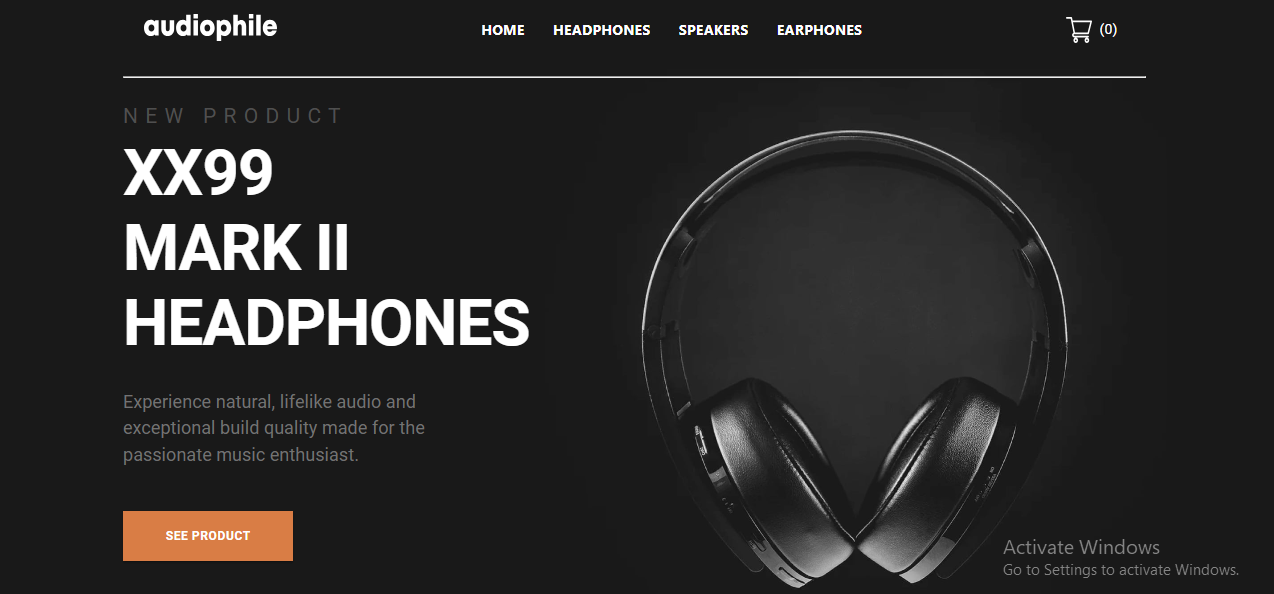 audiophile
HOME HEADPHONES SPEAKERS EARPHONES
(0)
NEW PRODUCT
XX99
MARK II
HEADPHONES
Experience natural, lifelike audio and
exceptional build quality made for the
passionate music enthusiast.
SEE PRODUCT
Activate Windows
Go to Settings to activate Windows.